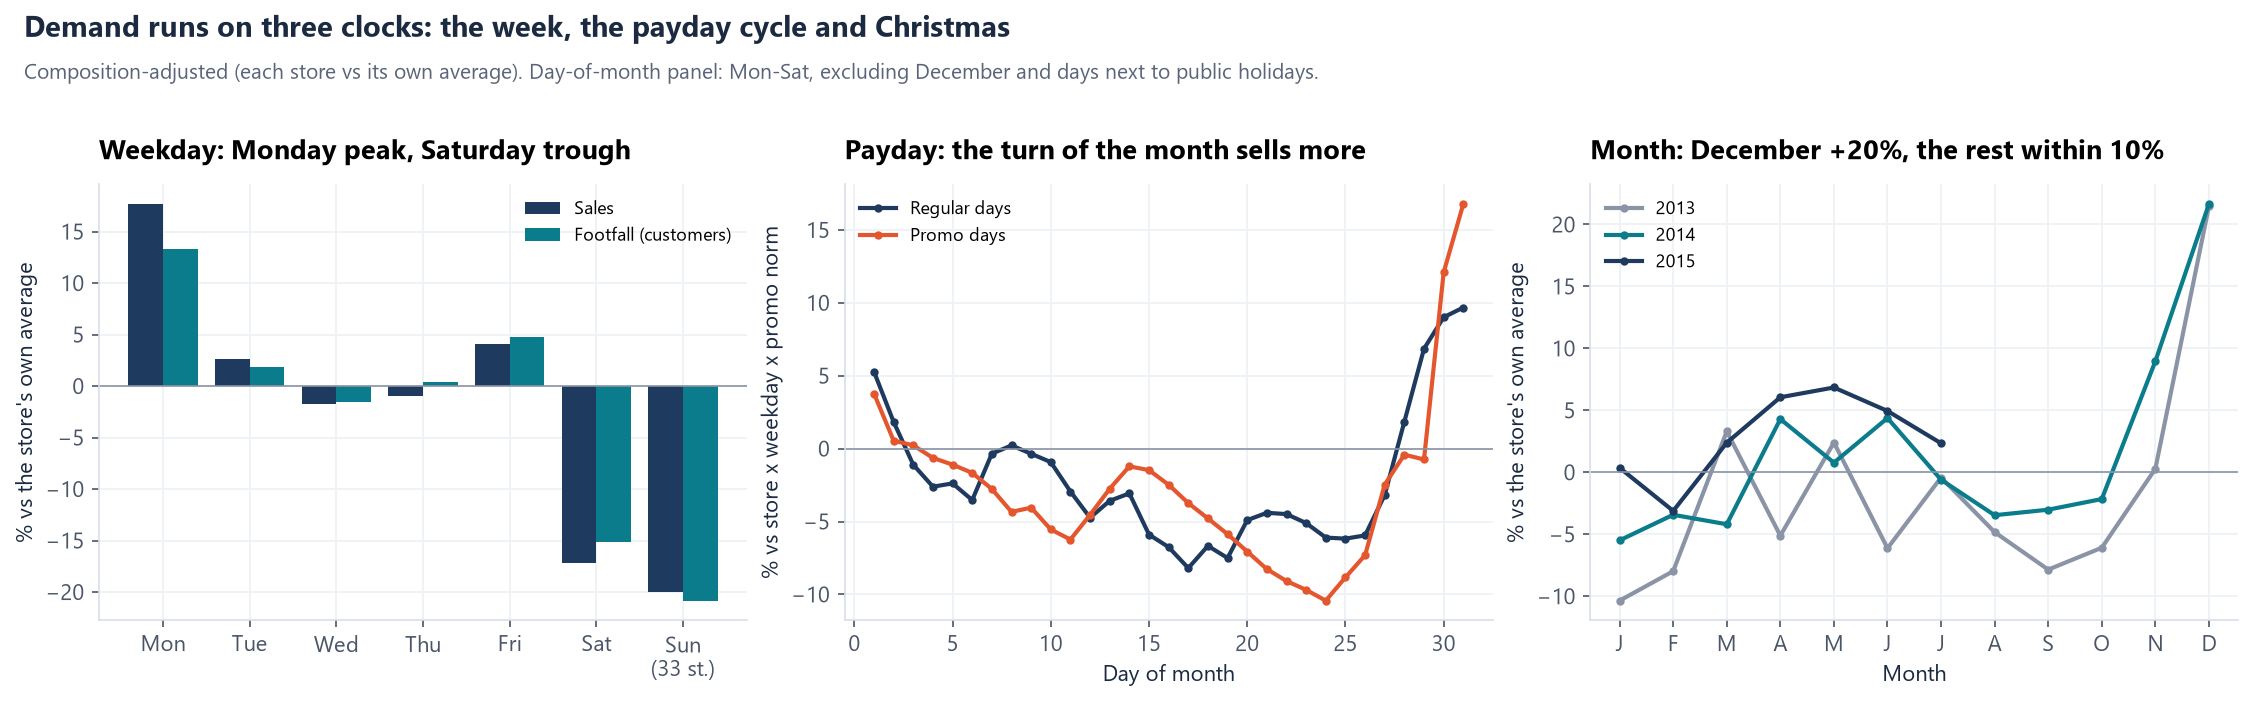 Demand runs on three clocks: the week, the payday cycle and Christmas
Composition-adjusted (each store vs its own average). Day-of-month panel: Mon-Sat, excluding December and days next to public holidays.
Weekday: Monday peak, Saturday trough
% vs the store's own average
15
10
5
0
−5
−10
−15
−20
Sales
Footfall (customers)
Mon
Tue
Wed
Thu
Fri
Sat
Sun
(33 st.)
Payday: the turn of the month sells more
% vs store x weekday x promo norm
15
10
5
0
−5
−10
Regular days
Promo days
0
5
10
15
20
25
30
Day of month
Month: December +20%, the rest within 10%
% vs the store's own average
20
15
10
5
0
−5
−10
2013
2014
2015
J
F
M
A
M
J
J
A
S
O
N
D
Month